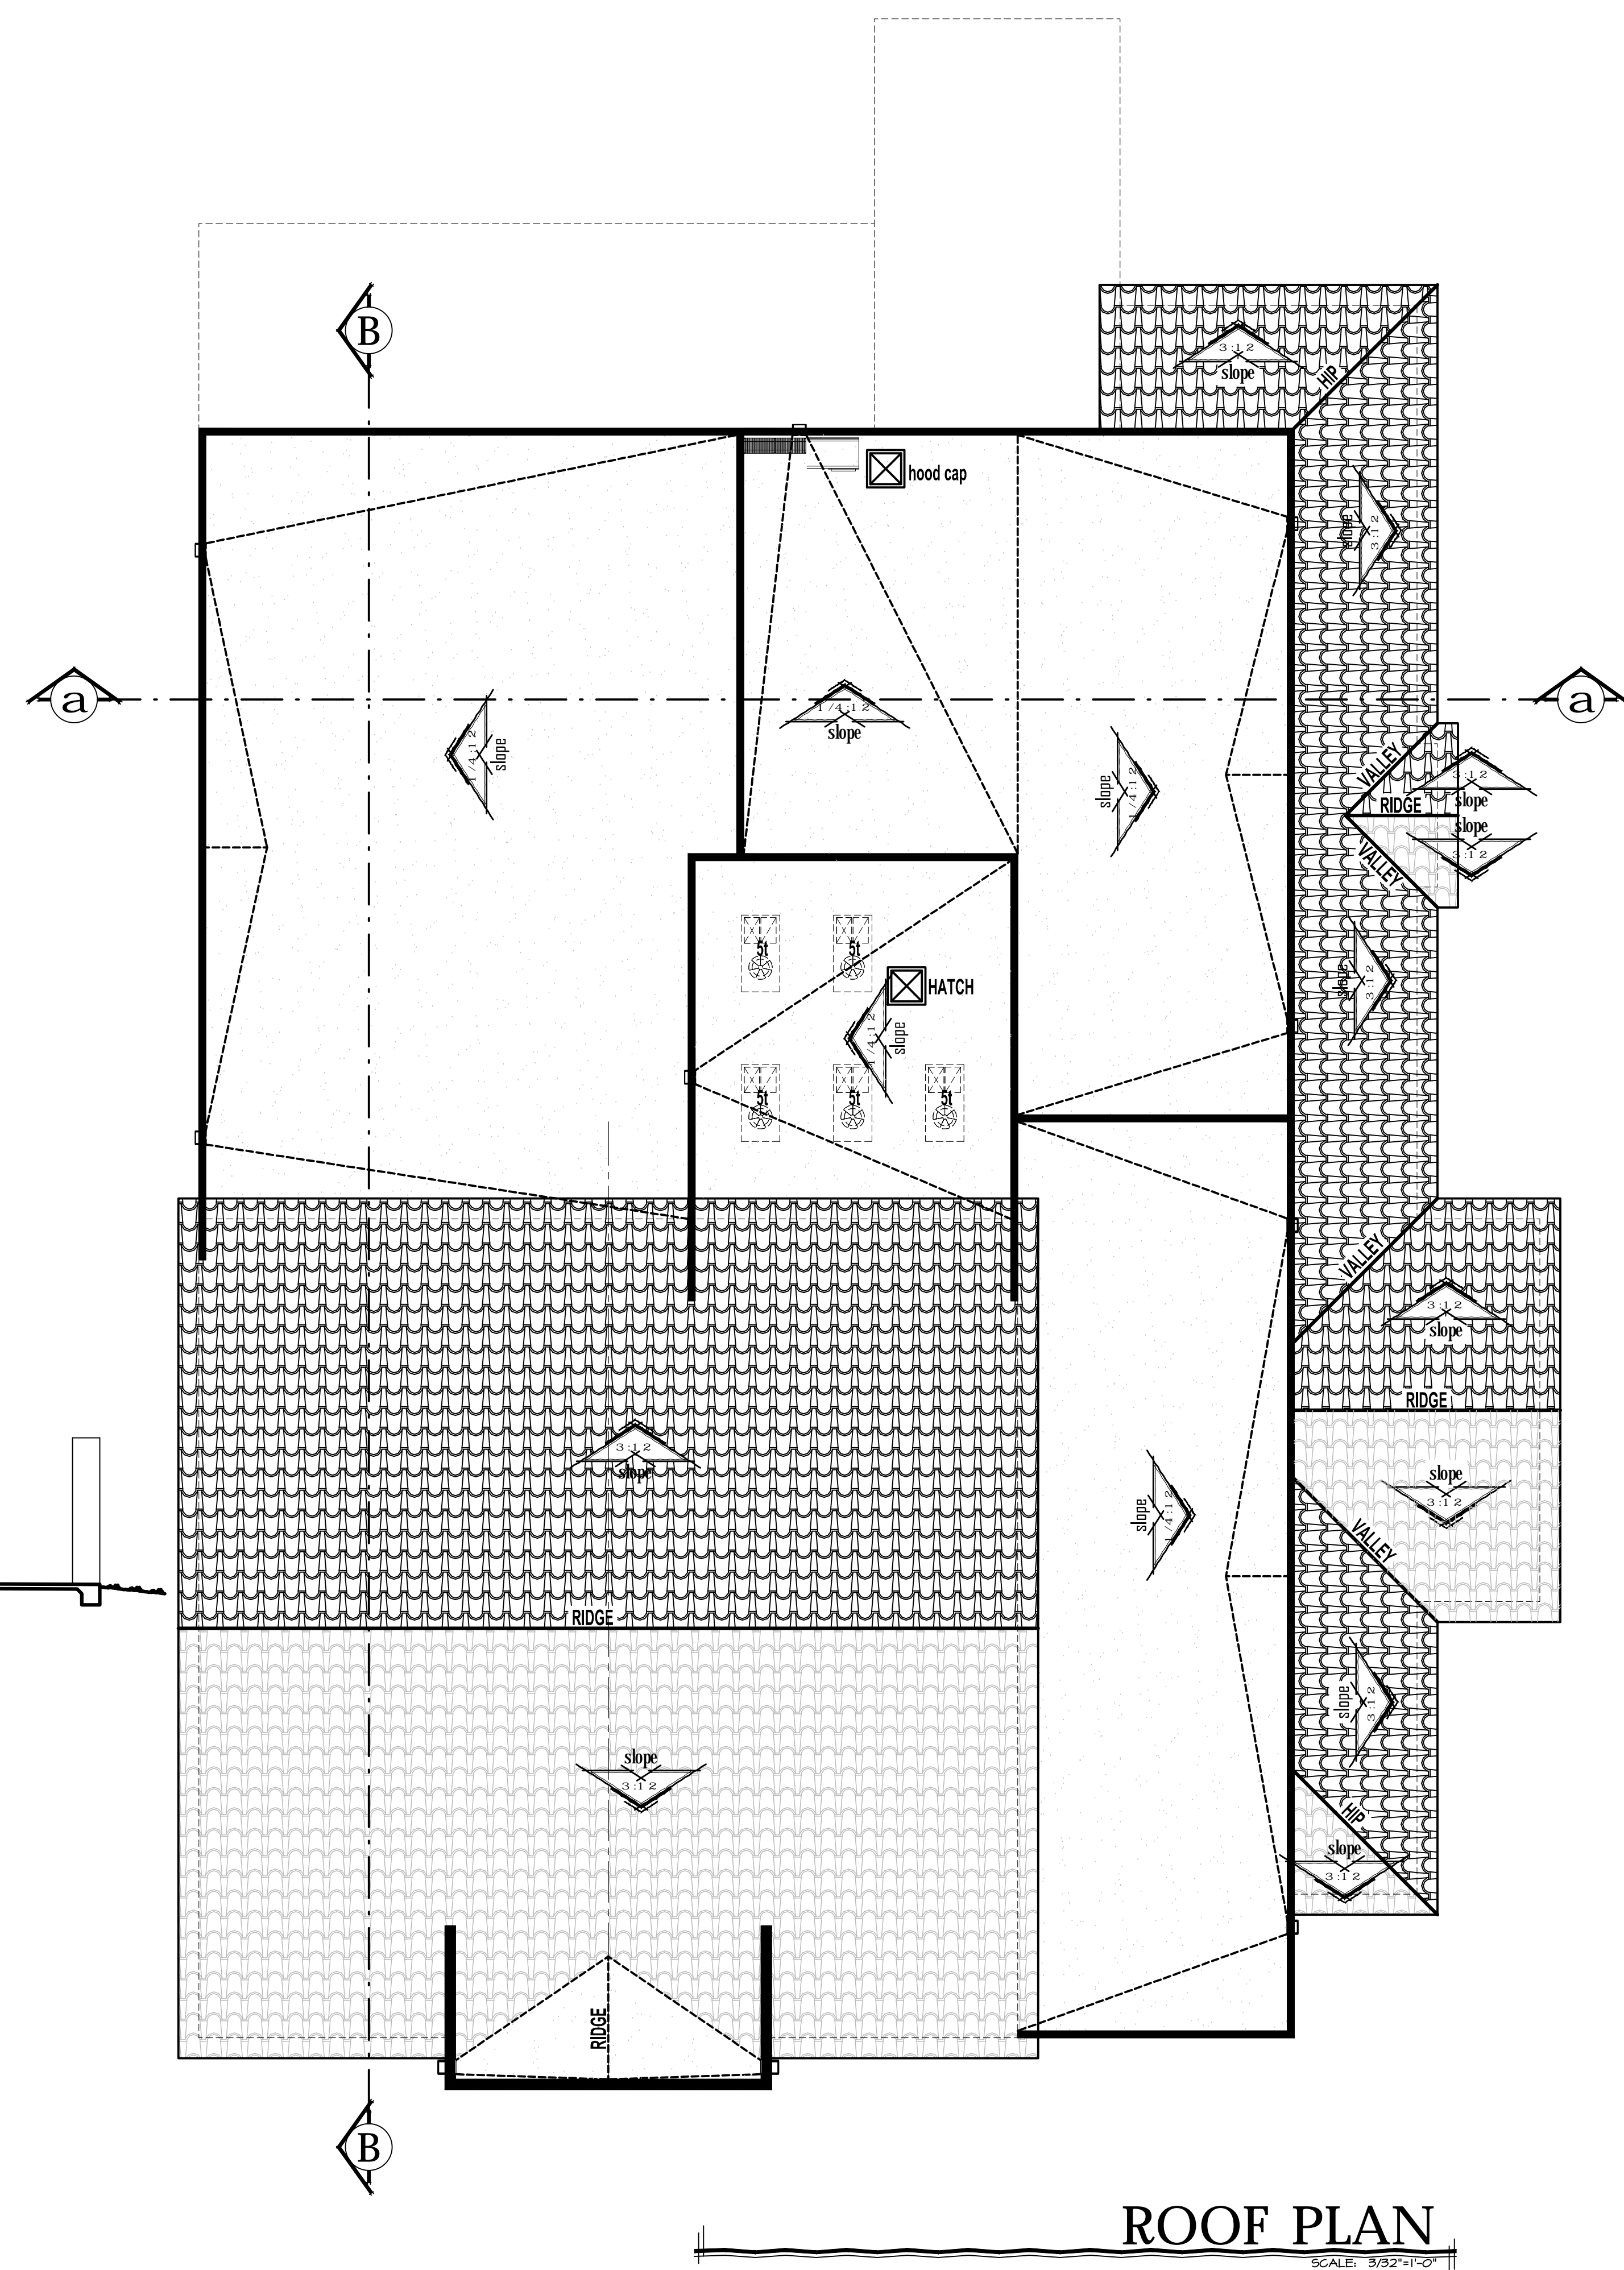 B
3:12
slope
HIP
hood cap
slope
3:12
a
a
1/4:12
slope
1/4:12
slope
slope
1/4:12
VALLEY
3:12
slope
RIDGE
slope
3:12
VALLEY
5t
5t
HATCH
slope
3:12
1/4:12
slope
5t
5t
5t
VALLEY
3:12
slope
RIDGE
3:12
slope
slope
3:12
slope
1/4:12
VALLEY
RIDGE
slope
3:12
slope
3:12
HIP
slope
3:12
RIDGE
B
ROOF PLAN
SCALE: 3/32"=1'-0"